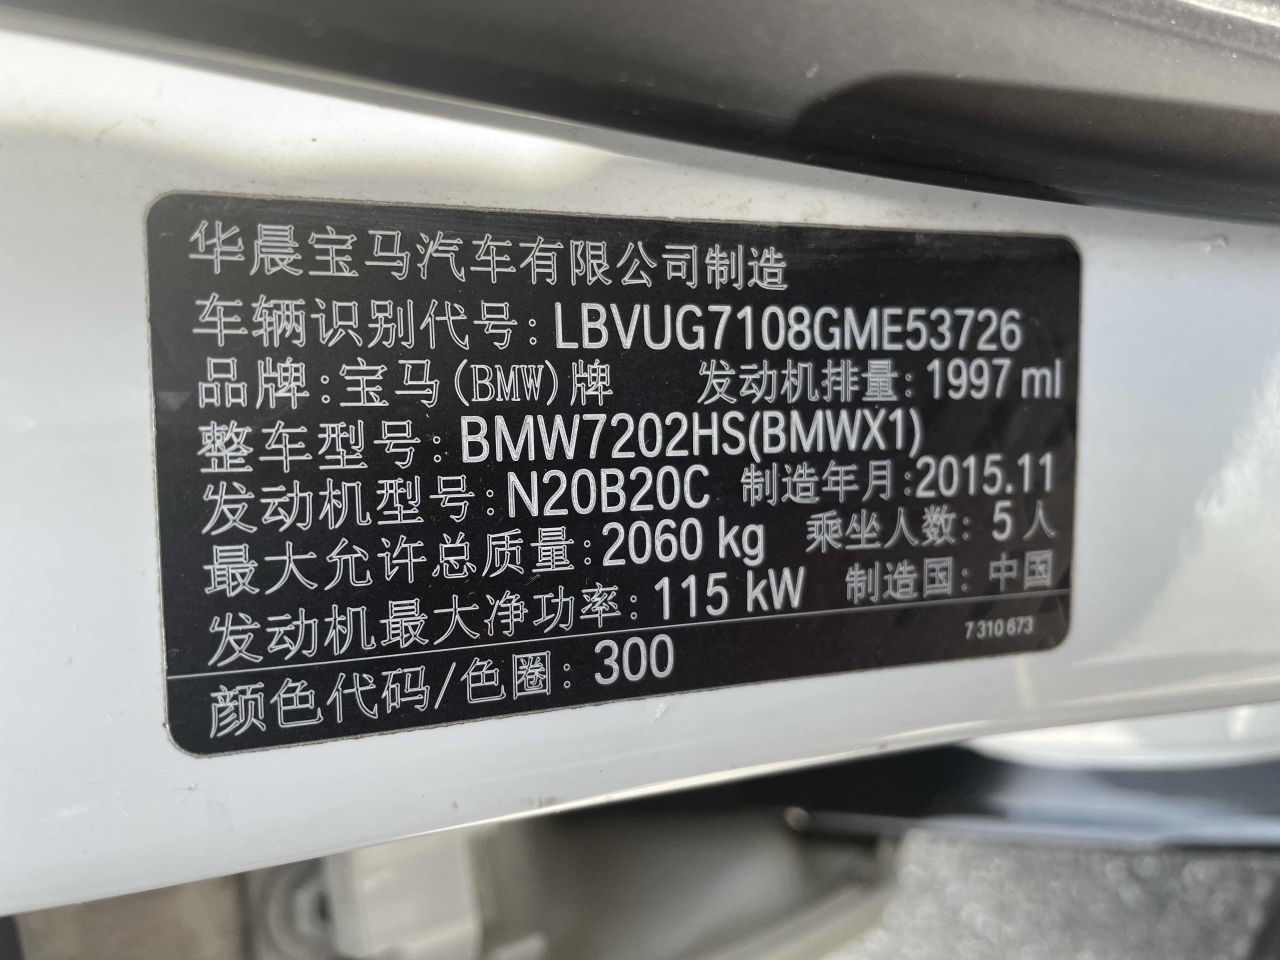 华晨宝马汽车有限公司制造
车辆识别代号: LBVUG7108GME53726
品牌:宝马(BMW)牌 发动机排量: 1997 ml
整车型号: BMW7202HS(BMWX1)
发动机型号: N20B20C 制造年月:2015.11
最大允许总质量: 2060 kg 乘坐人数: 5 人
发动机最大净功率: 115 kW 制造国: 中国
7 310 673
颜色代码/色圈: 300